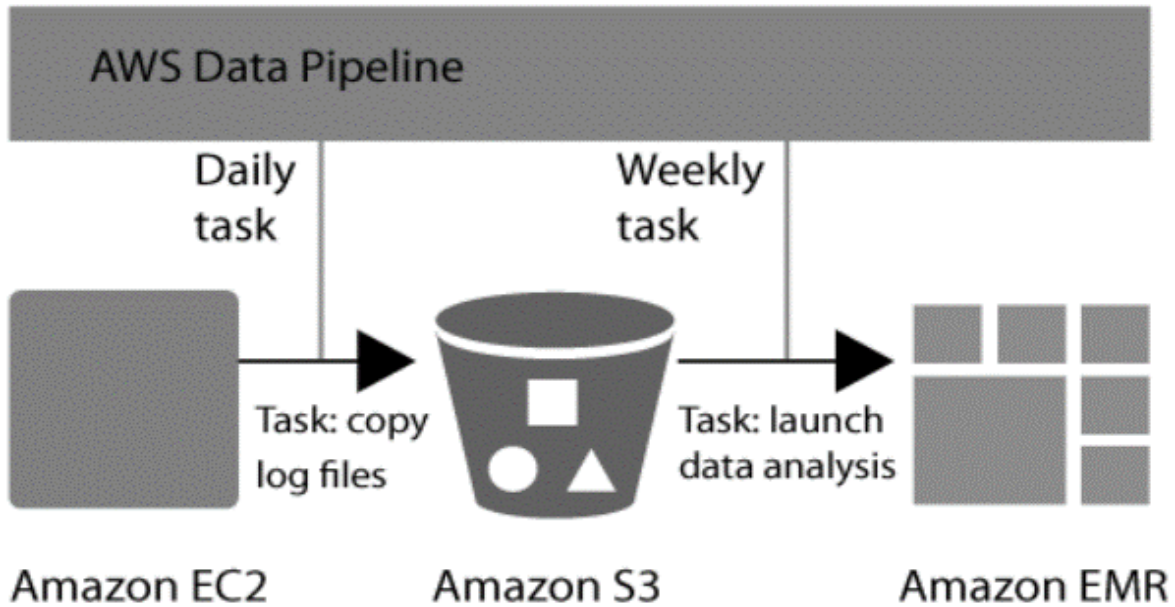 AWS Data Pipeline
Daily
task
Weekly
task
Task: copy
log files
Task: launch
data analysis
Amazon EC2
Amazon S3
Amazon EMR